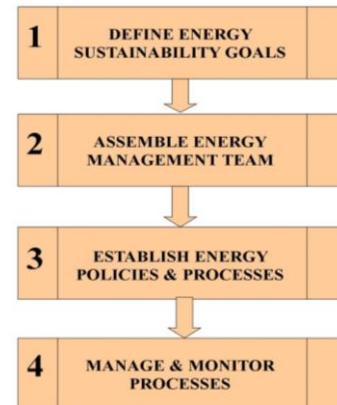 1
DEFINE ENERGY
SUSTAINABILITY GOALS
2
ASSEMBLE ENERGY
MANAGEMENT TEAM
3
ESTABLISH ENERGY
POLICIES & PROCESSES
4
MANAGE & MONITOR
PROCESSES